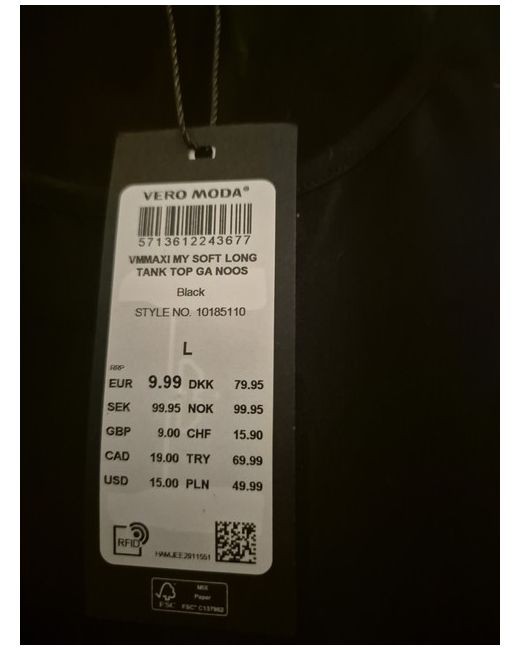 VERO MODA®
5713612243677
VMMAXI MY SOFT LONG
TANK TOP GA NOOS
Black
STYLE NO. 10185110
L
RRP
EUR 9.99 DKK 79.95
SEK 99.95 NOK 99.95
GBP 9.00 CHF 15.90
CAD 19.00 TRY 69.99
USD 15.00 PLN 49.99
RFID
MIX
Paper
FSC
FSC® C137982